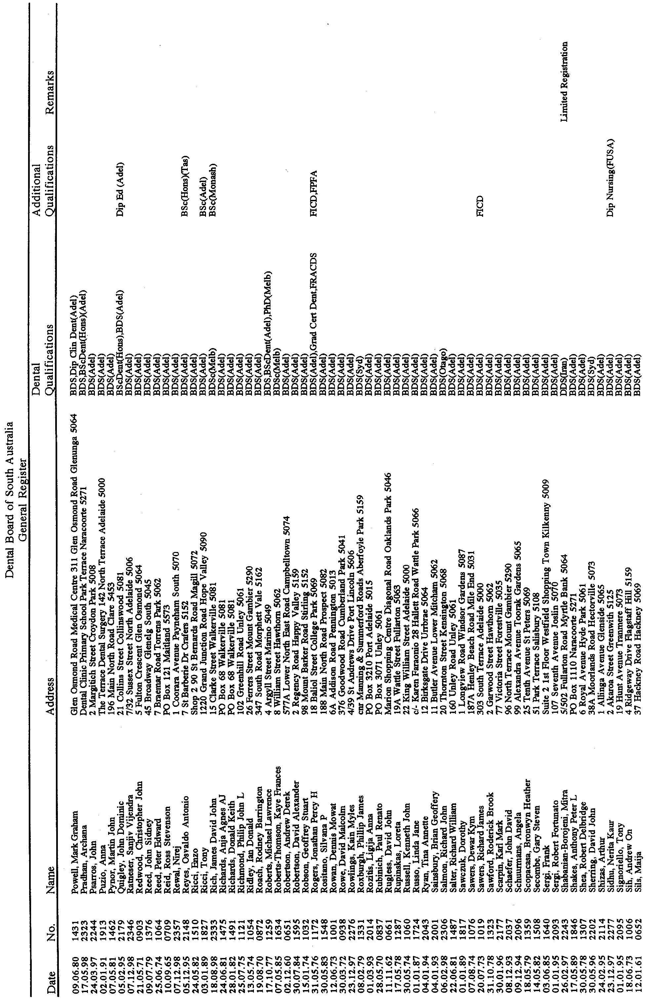 Dental Board of South Australia
General Register
Date No. Name Address Dental Qualifications Additional Qualifications Remarks
09.06.80 1431 Powell, Mark Graham Glen Osmond Road Medical Centre 311 Glen Osmond Road Glenunga 5064 BDS,Dip Clin Dent(Adel)
17.05.98 2323 Pradhan, Archana Dental Clinic Primary School Park Terrace Naracoorte 5271 BDS,BScDent(Hons)(Adel)
24.03.97 2244 Psarros, John 2 Margitich Street Croydon Park 5008 BDS(Adel)
02.01.91 1913 Puzio, Anna The Terrace Dental Surgery 142 North Terrace Adelaide 5000 BDS(Adel)
07.05.81 1462 Pynor, Martin John 196 Main North Road Clare 5453 BDS(Adel)
05.02.95 2179 Quigley, John Dominic 21 Collins Street Collinswood 5081 BScDent(Hons),BDS(Adel) Dip Ed (Adel)
07.12.98 2346 Ratneser, Sanjiv Vijendra 7/32 Sussex Street North Adelaide 5006 BDS(Adel)
21.05.71 0903 Redwood, Christopher John 5 Fulton Crescent Glen Osmond 5064 BDS(Adel)
09.07.79 1376 Reed, John Sidney 45 Broadway Glenelg South 5045 BDS(Adel)
25.06.74 1064 Reed, Peter Edward 7 Braemar Road Torrens Park 5062 BDS(Adel)
10.09.65 0709 Reid, Ross Stevenson PO Box 121 Maitland 5573 BDS(Adel)
07.12.98 2357 Rewal, Nirej 1 Coorara Avenue Payneham South 5070 BDS(Adel)
05.12.95 2148 Reyes, Osvaldo Antonio 7 St Barberie Dr Crafers 5152 BDS(Adel) BSc(Hons)(Tas)
24.05.82 1510 Ricci, Enzo Shop 2 90 St Bernards Road Magill 5072 BDS(Adel)
03.01.89 1827 Ricci, Tony 1220 Grand Junction Road Hope Valley 5090 BDS(Adel) BSc(Adel)
18.08.98 2333 Rich, James David John 15 Clarke Street Walkerville 5081 BDSc(Melb) BSc(Monash)
24.06.81 1475 Richards, Anja Agnes AJ PO Box 68 Walkerville 5081 BDS(Adel)
28.01.82 1491 Richards, Donald Keith PO Box 68 Walkerville 5081 BDS(Adel)
25.07.75 1121 Richmond, Philip John L 102 Greenhill Road Unley 5061 BDS(Adel)
13.05.74 1054 Ridley, Ian Donald 26 Ferrers Street Mount Gambier 5290 BDS(Adel)
19.08.70 0872 Roach, Rodney Barrington 347 South Road Morphett Vale 5162 BDS(Adel)
17.10.77 1259 Roberts, Michael Lawrence 4 Argyll Street Marino 5049 BDS,BScDent(Adel),PhD(Melb)
07.05.85 1634 Roberts-Thomson, Kaye Frances 8 William Street Hawthorn 5062 BDSc(Melb)
02.12.60 0651 Robertson, Andrew Derek 577A Lower North East Road Campbelltown 5074 BDS(Adel)
30.07.84 1595 Robertson, David Alexander 2 Regency Road Happy Valley 5159 BDS(Adel)
15.01.74 1032 Robson, Geoffrey Stuart 98 Mount Barker Road Stirling 5152 BDS(Adel)
31.05.76 1172 Rogers, Jonathan Percy H 18 Baliol Street College Park 5069 BDS(Adel),Grad Cert Dent,FRACDS FICD,FPFA
30.05.83 1548 Rositano, Silvana P 188 Main North Road Prospect 5082 BDS(Adel)
12.06.73 1001 Rowan, Dennis Mowat 6A Addison Road Pennington 5013 BDS(Adel)
30.03.72 0938 Rowe, David Malcolm 376 Goodwood Road Cumberland Park 5041 BDS(Adel)
23.12.97 2276 Rowlings, Kain Myles 4/39 St Andrews Drive Port Lincoln 5606 BDS(Adel)
08.02.79 1331 Roxburgh, Phillip James cnr Manning & Summerford Roads Aberfoyle Park 5159 BDS(Syd)
01.03.93 2014 Rozitis, Ligija Anna PO Box 3210 Port Adelaide 5015 BDS(Adel)
28.05.70 0837 Rubinich, Paul Renato PO Box 3071 Unley 5061 BDS(Adel)
11.11.62 0661 Rugless, David John Marion Shopping Centre Diagonal Road Oaklands Park 5046 BDS(Adel)
17.05.78 1287 Rupinskas, Loreta 19A Wattle Street Fullarton 5063 BDS(Adel)
30.05.74 1060 Russell, Kenneth John 22 King William Street Adelaide 5000 BDS(Adel)
01.01.87 1724 Russo, Linda Jane c/- Karen Faraonio 28 Hallett Road Wattle Park 5066 BDS(Adel)
04.01.94 2043 Ryan, Tina Annette 12 Birksgate Drive Urrbrae 5064 BDS(Adel)
04.01.93 2001 Sainsbury, Brian Geoffery 11 Butler Avenue Lower Mitcham 5062 BDS(Adel)
06.02.98 2306 Salmon, Richard John 20 Thornton Street Kensington 5068 BDS(Otago)
22.06.81 1487 Salter, Richard William 160 Unley Road Unley 5061 BDS(Adel)
01.01.89 1817 Sawczuk, Dorothy 1 Longview Road Windsor Gardens 5087 BDS(Adel)
07.08.74 1076 Sawers, Dewar Kym 187A Henley Beach Road Mile End 5031 BDS(Adel)
20.07.73 1019 Sawers, Richard James 303 South Terrace Adelaide 5000 BDS(Adel) FICD
31.10.78 1323 Sawford, Roderick Brook 2 Garwood Street Hawthorn 5062 BDS(Adel)
30.01.96 2177 Scarpin, Karl Mark 77 Victoria Street Forestville 5035 BDS(Adel)
08.12.93 2037 Schaefer, John David 96 North Terrace Mount Gambier 5290 BDS(Adel)
09.12.94 2096 Schuurmans, Angela 99 Alexandra Avenue Toorak Gardens 5065 BDS(Adel)
18.05.79 1359 Scopacasa, Bronwyn Heather 25 Tenth Avenue St Peters 5069 BDS(Adel)
14.05.82 1508 Secombe, Gary Steven 51 Park Terrace Salisbury 5108 BDS(Adel)
03.06.85 1640 Sergi, Frank Suite 2 1st Floor Westfield Shopping Town Kilkenny 5009 BDS(Adel)
01.01.95 2093 Sergi, Robert Fortunato 107 Seventh Avenue Joslin 5070 BDS(Adel)
26.02.97 2243 Shabanian-Borojeni, Mitra 5/502 Fullarton Road Myrtle Bank 5064 DDS(Iran) Limited Registration
17.05.89 1846 Shakes, Anthony Peter L PO Box 1110 Naracoorte 5271 BDS(Adel)
30.05.78 1307 Shea, Robert Delbridge 6 Royal Avenue Hyde Park 5061 BDS(Adel)
30.05.96 2202 Sherring, David John 38A Moorlands Road Hectorville 5073 BDS(Syd)
24.02.95 2114 Shizas, Arthur 1 Allinga Avenue Glenside 5065 BDS(Adel)
23.12.97 2277 Sidhu, Nerita Kaur 2 Akaroa Street Greenwith 5125 BDS(Adel) Dip Nursing(FUSA)
01.01.95 2095 Signoriello, Tony 19 Hunt Avenue Tranmere 5073 BDS(Adel)
18.06.73 1006 Sih, Andrew On 4 Ridgeway Drive Flagstaff Hill 5159 BDS(Adel)
12.01.61 0652 Sils, Maija 37 Hackney Road Hackney 5069 BDS(Adel)